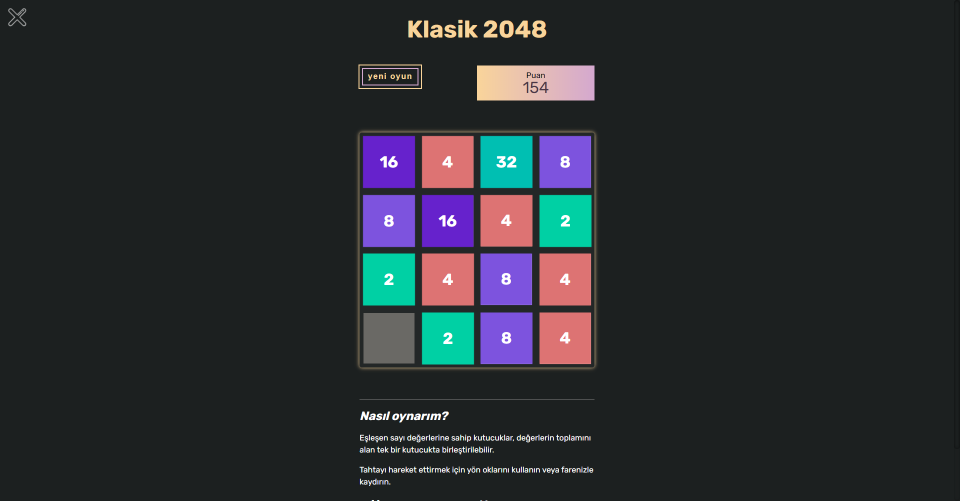 Klasik 2048
yeni oyun
Puan
154
16 4 32 8
8 16 4 2
2 4 8 4
2 8 4
Nasıl oynarım?
Eşleşen sayı değerlerine sahip kutucuklar, değerlerin toplamını
alan tek bir kutucukta birleştirilebilir.
Tahtayı hareket ettirmek için yön oklarını kullanın veya farenizle
kaydırın.